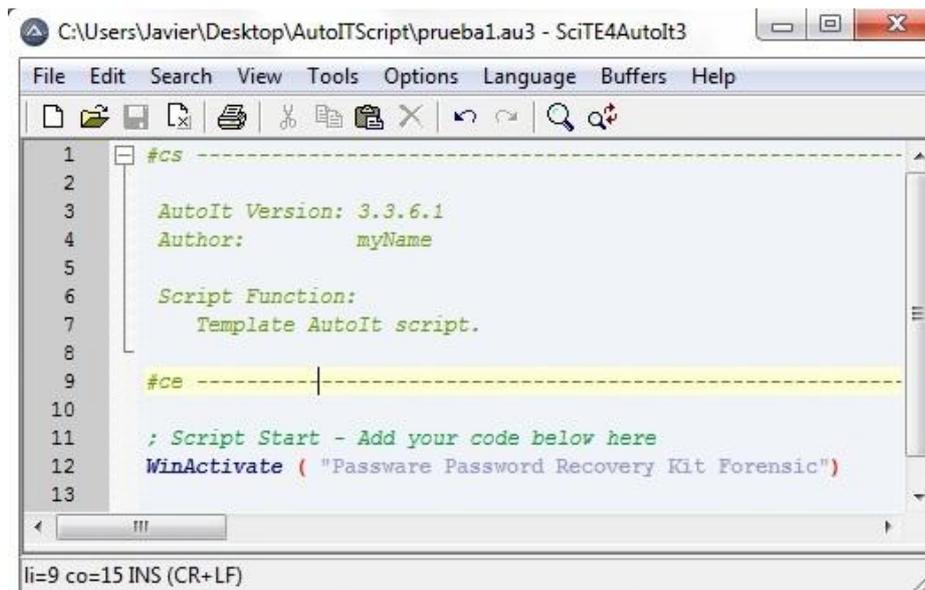 C:\Users\Javier\Desktop\AutoITScript\prueba1.au3 - SciTE4AutoIt3
File Edit Search View Tools Options Language Buffers Help
1 #cs ----------------------------------------------------------
2
3 AutoIt Version: 3.3.6.1
4 Author: myName
5
6 Script Function:
7 Template AutoIt script.
8
9 #ce ----------------------------------------------------------
10
11 ; Script Start - Add your code below here
12 WinActivate ( "Passware Password Recovery Kit Forensic")
13
li=9 co=15 INS (CR+LF)